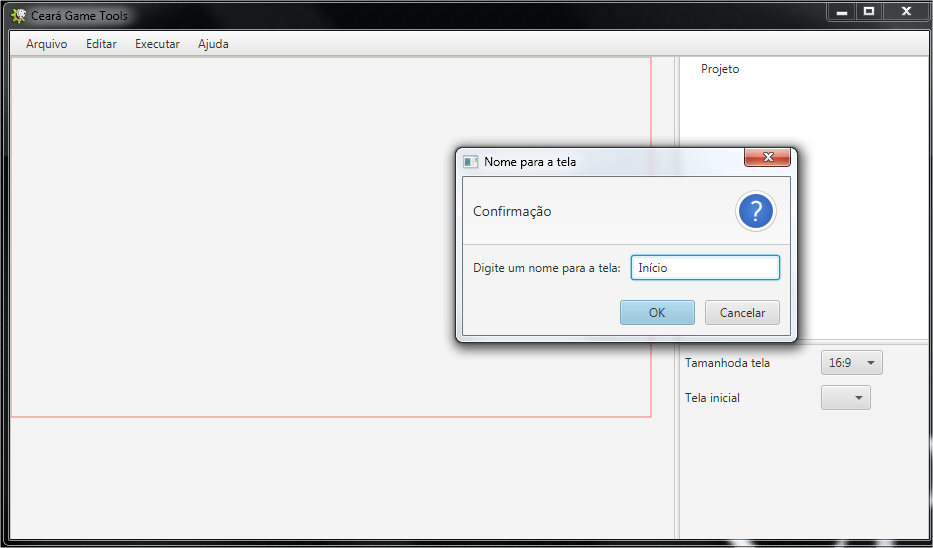 Ceará Game Tools
Arquivo Editar Executar Ajuda
Projeto
Nome para a tela
Confirmação
?
Digite um nome para a tela: Início
OK Cancelar
Tamanhoda tela 16:9
Tela inicial